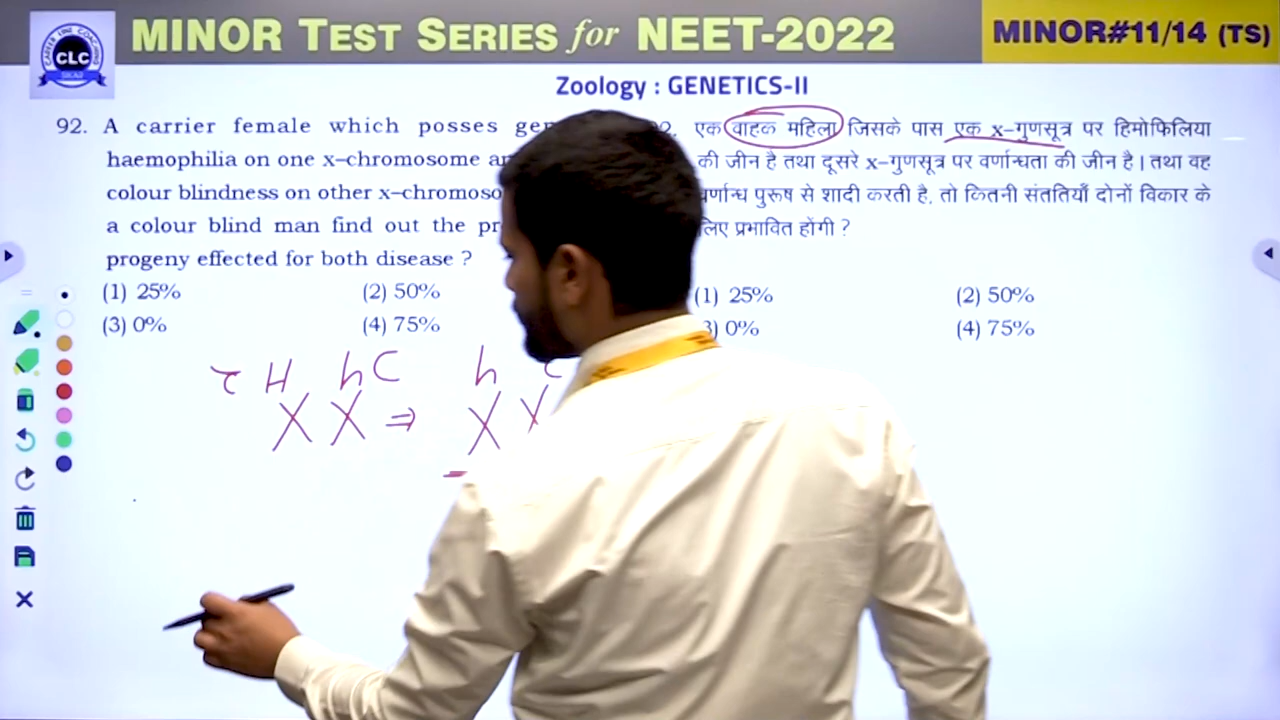 MINOR TEST SERIES for NEET-2022
MINOR#11/14 (TS)
CLC
Zoology : GENETICS-II
92. A carrier female which posses
haemophilia on one x-chromosome
colour blindness on other
a colour blind man find out the
progeny effected for both disease ?
(1) 25%
(2) 50%
(3) 0%
(4) 75%
एक वाहक महिला जिसके पास एक x-गुणसूत्र पर हिमोफिलिया
की जीन है तथा दूसरे x-गुणसूत्र पर वर्णान्धता की जीन है। तथा वह
वर्णान्ध पुरूष से शादी करती है, तो कितनी संततियाँ दोनों विकार के
लिए प्रभावित होंगी ?
(1) 25%
(2) 50%
3) 0%
(4) 75%
H h C h
X X ⇒ X X